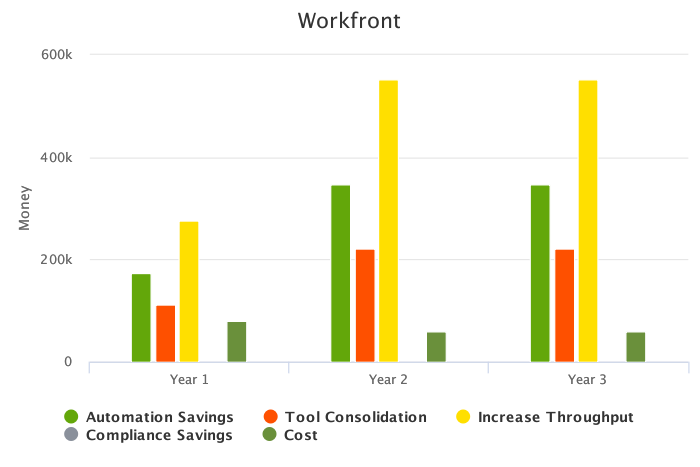 Workfront
600k
400k
200k
0
Money
Year 1
Year 2
Year 3
Automation Savings
Tool Consolidation
Increase Throughput
Compliance Savings
Cost